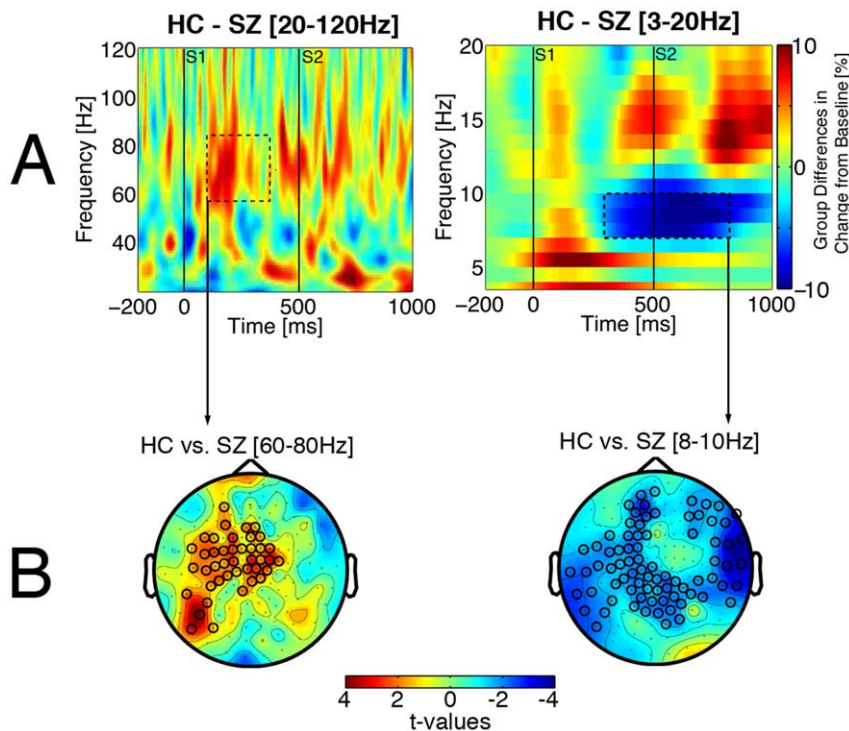 HC - SZ [20-120Hz]
HC - SZ [3-20Hz]
A
Frequency [Hz]
120
100
80
60
40
S1
S2
-200
0
500
1000
Time [ms]
Frequency [Hz]
20
15
10
5
S1
S2
-200
0
500
1000
Time [ms]
10
0
-10
Group Differences in
Change from Baseline [%]
B
HC vs. SZ [60-80Hz]
HC vs. SZ [8-10Hz]
4 2 0 -2 -4
t-values